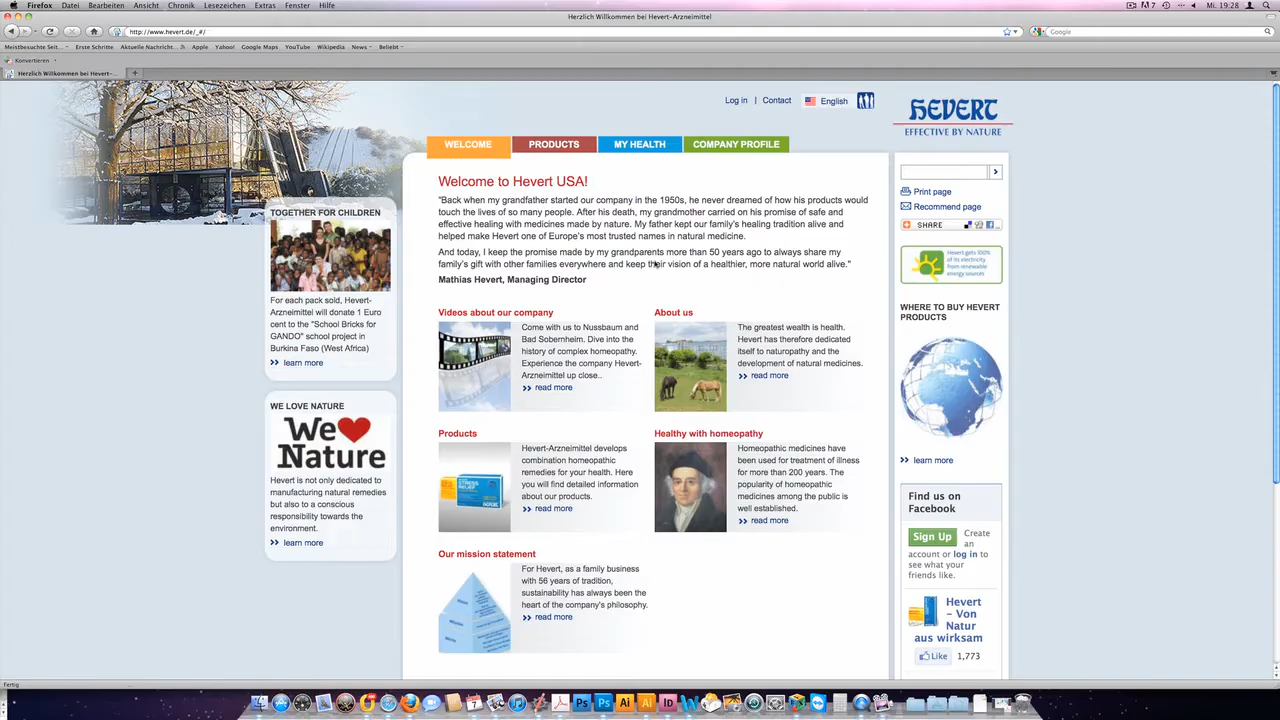 Firefox Datei Bearbeiten Ansicht Chronik Lesezeichen Extras Fenster Hilfe
7 Mi. 19:28
Herzlich Willkommen bei Hevert-Arzneimittel
http://www.hevert.de/_#/
Google
Meistbesuchte Seit... Erste Schritte Aktuelle Nachricht... Apple Yahoo! Google Maps YouTube Wikipedia News Beliebt
Konvertieren
Herzlich Willkommen bei Hevert-...
Log in | Contact English
HEVERT
EFFECTIVE BY NATURE
WELCOME PRODUCTS MY HEALTH COMPANY PROFILE
Welcome to Hevert USA!
"Back when my grandfather started our company in the 1950s, he never dreamed of how his products would
touch the lives of so many people. After his death, my grandmother carried on his promise of safe and
effective healing with medicines made by nature. My father kept our family's healing tradition alive and
helped make Hevert one of Europe's most trusted names in natural medicine.
And today, I keep the promise made by my grandparents more than 50 years ago to always share my
family's gift with other families everywhere and keep their vision of a healthier, more natural world alive."
Mathias Hevert, Managing Director
TOGETHER FOR CHILDREN
For each pack sold, Hevert-
Arzneimittel will donate 1 Euro
cent to the "School Bricks for
GANDO" school project in
Burkina Faso (West Africa)
learn more
WE LOVE NATURE
We
Nature
Hevert is not only dedicated to
manufacturing natural remedies
but also to a conscious
responsibility towards the
environment.
learn more
Videos about our company
Come with us to Nussbaum and
Bad Sobernheim. Dive into the
history of complex homeopathy.
Experience the company Hevert-
Arzneimittel up close..
read more
About us
The greatest wealth is health.
Hevert has therefore dedicated
itself to naturopathy and the
development of natural medicines.
read more
Products
Hevert-Arzneimittel develops
combination homeopathic
remedies for your health. Here
you will find detailed information
about our products.
read more
Healthy with homeopathy
Homeopathic medicines have
been used for treatment of illness
for more than 200 years. The
popularity of homeopathic
medicines among the public is
well established.
read more
Our mission statement
For Hevert, as a family business
with 56 years of tradition,
sustainability has always been the
heart of the company's philosophy.
read more
Print page
Recommend page
SHARE
Hevert gets 100%
of its electricity
from renewable
energy sources
WHERE TO BUY HEVERT
PRODUCTS
learn more
Find us on
Facebook
Sign Up Create
an
account or log in to
see what your
friends like.
Hevert
– Von
Natur
aus wirksam
Like 1,773
Fertig
Ps Ps Ai Ai Id